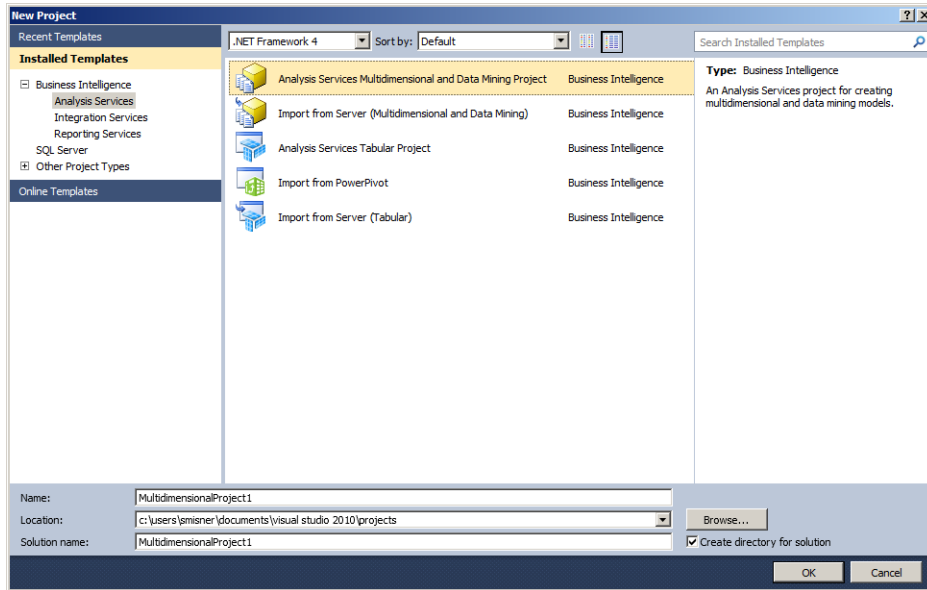 New Project
Recent Templates
.NET Framework 4
Sort by: Default
Search Installed Templates
Installed Templates
Business Intelligence
Analysis Services
Integration Services
Reporting Services
SQL Server
Other Project Types
Online Templates
Analysis Services Multidimensional and Data Mining Project Business Intelligence
Import from Server (Multidimensional and Data Mining) Business Intelligence
Analysis Services Tabular Project Business Intelligence
Import from PowerPivot Business Intelligence
Import from Server (Tabular) Business Intelligence
Type: Business Intelligence
An Analysis Services project for creating
multidimensional and data mining models.
Name: MultidimensionalProject1
Location: c:\users\smisner\documents\visual studio 2010\projects
Browse...
Solution name: MultidimensionalProject1
Create directory for solution
OK
Cancel